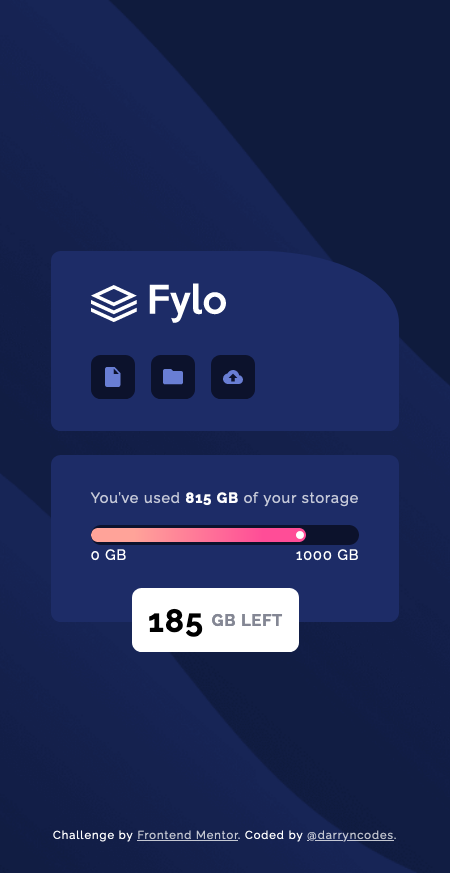 Fylo
You've used 815 GB of your storage
0 GB 1000 GB
185 GB LEFT
Challenge by Frontend Mentor. Coded by @darryncodes.